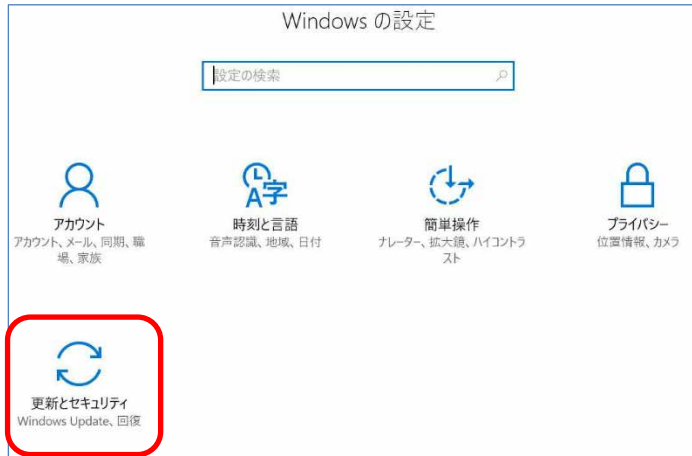 Windows の設定
設定の検索
アカウント
アカウント、メール、同期、職
場、家族
時刻と言語
音声認識、地域、日付
簡単操作
ナレーター、拡大鏡、ハイコントラ
スト
プライバシー
位置情報、カメラ
更新とセキュリティ
Windows Update、回復